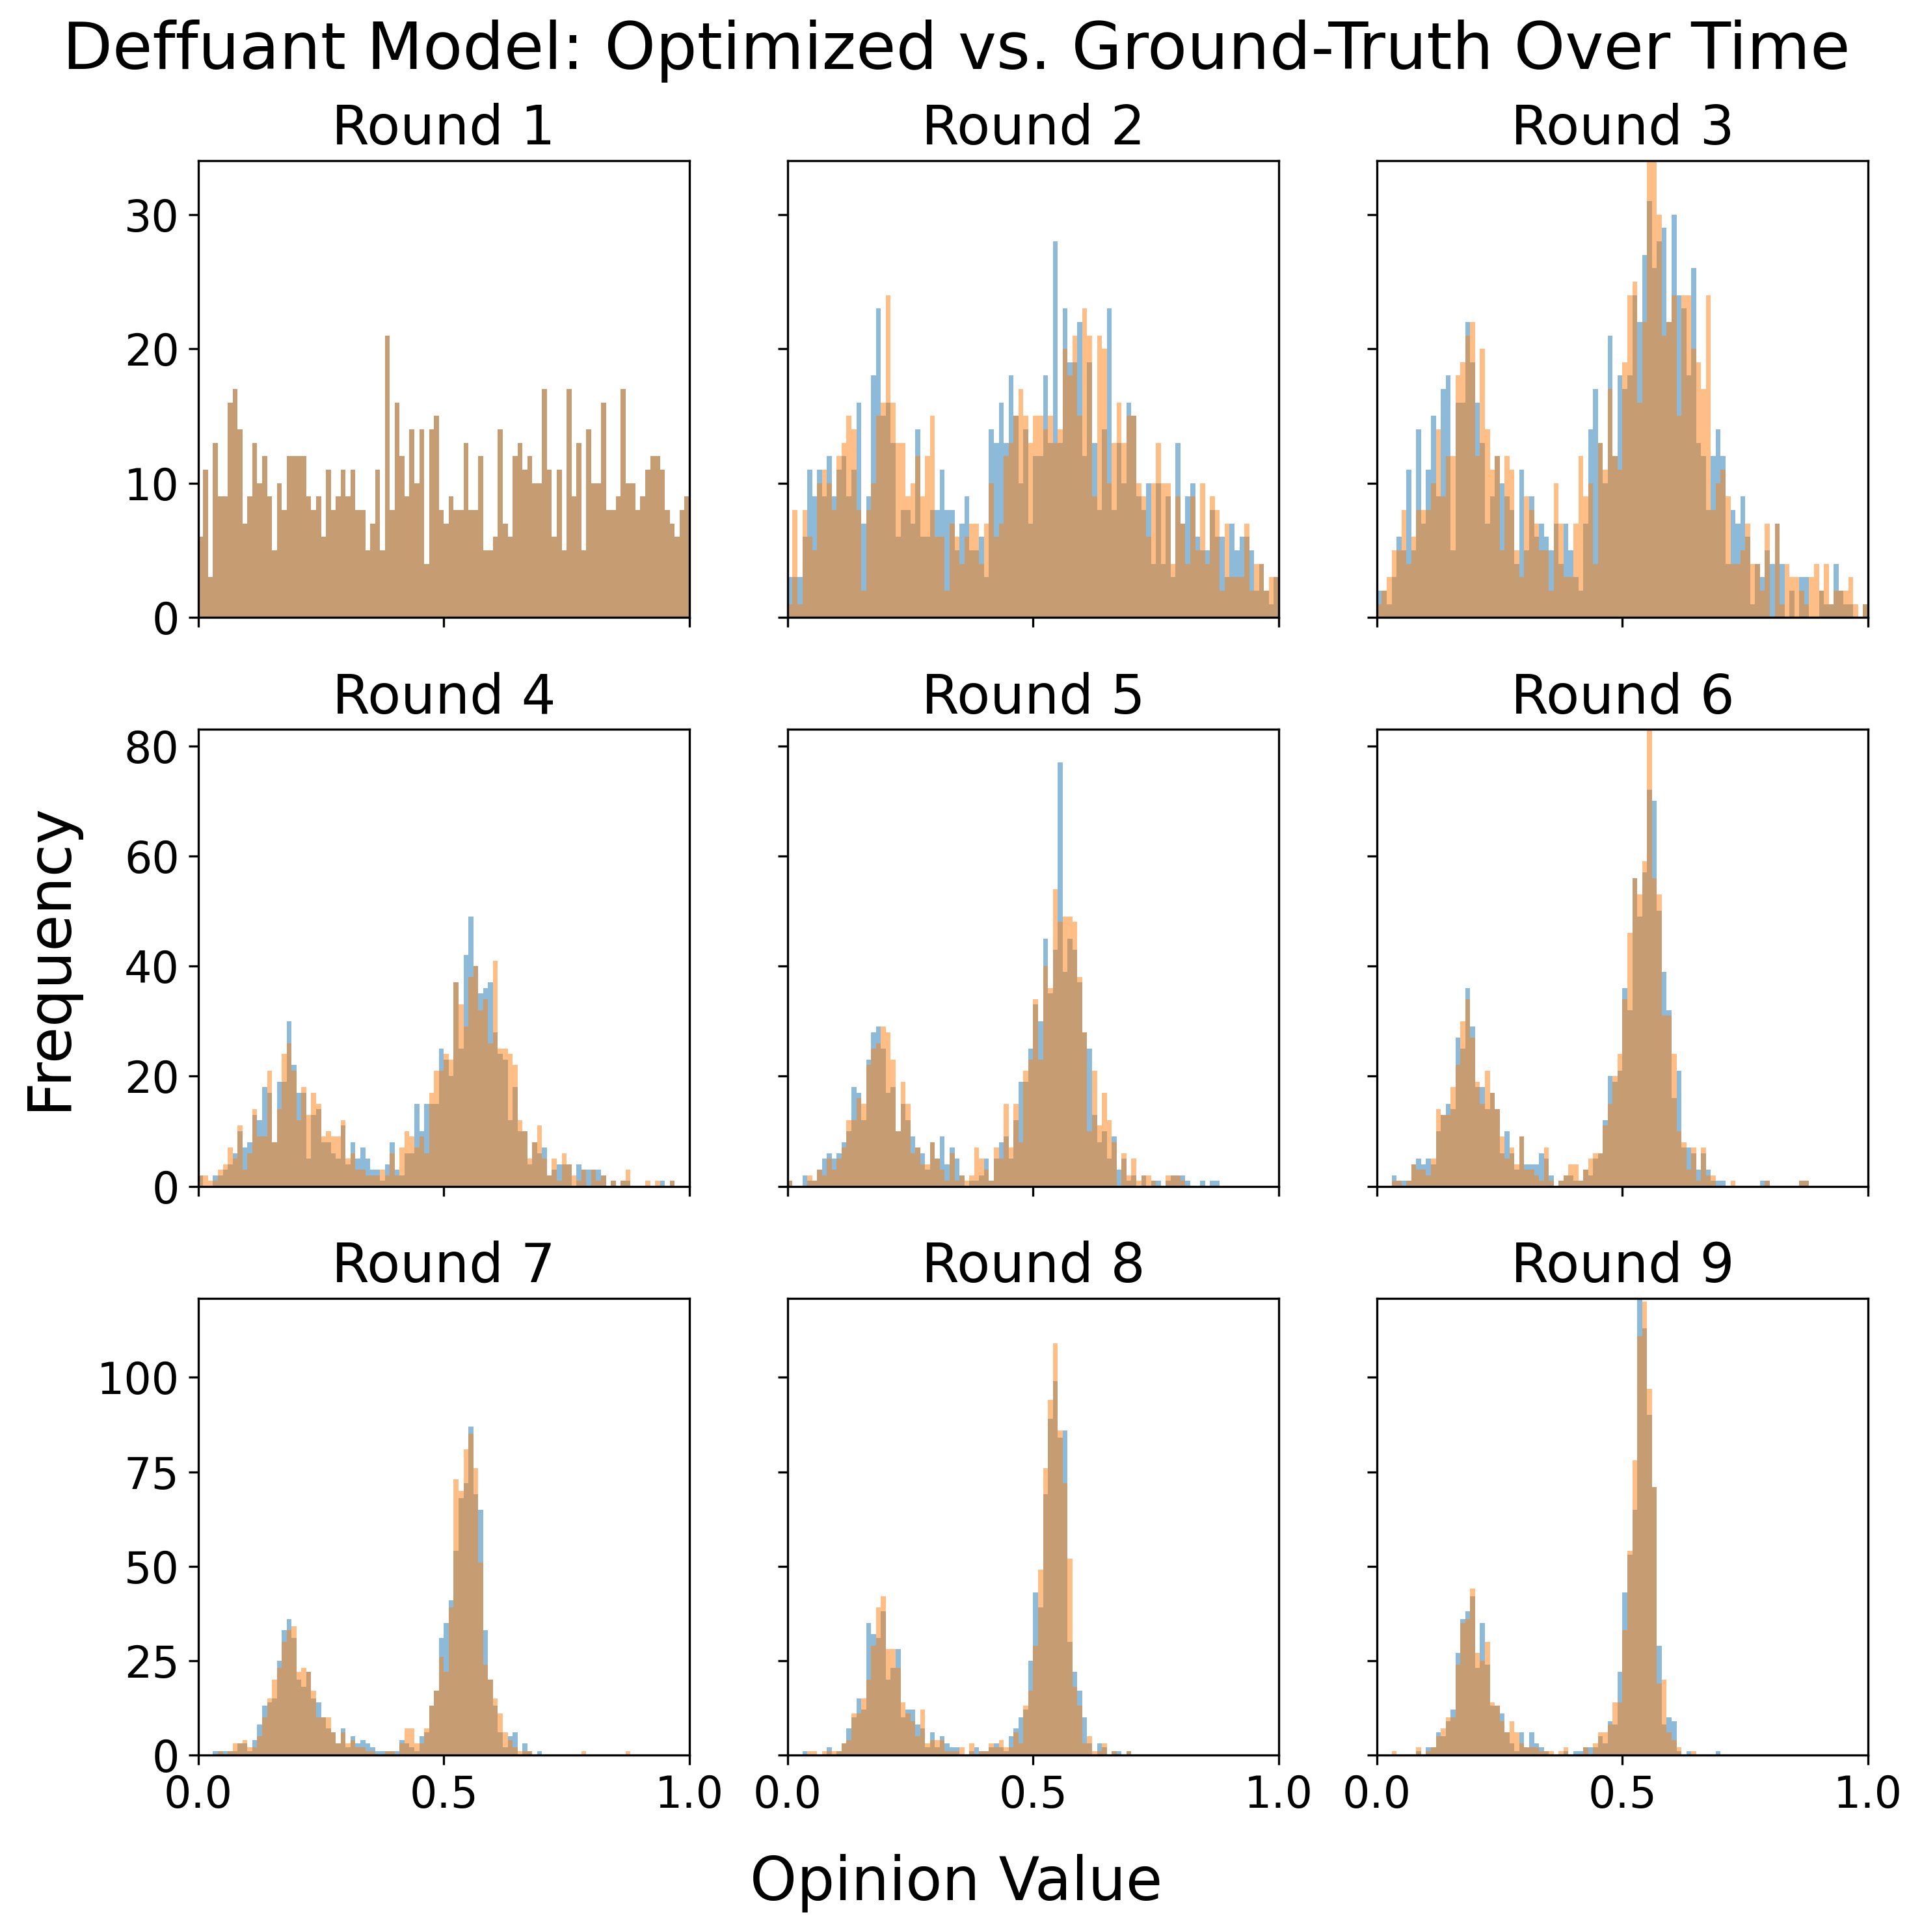 Deffuant Model: Optimized vs. Ground-Truth Over Time
Round 1
Round 2
Round 3
30
20
10
0
Round 4
Round 5
Round 6
80
60
40
20
0
Frequency
Round 7
Round 8
Round 9
100
75
50
25
0
0.0 0.5 1.0
0.0 0.5 1.0
0.0 0.5 1.0
Opinion Value